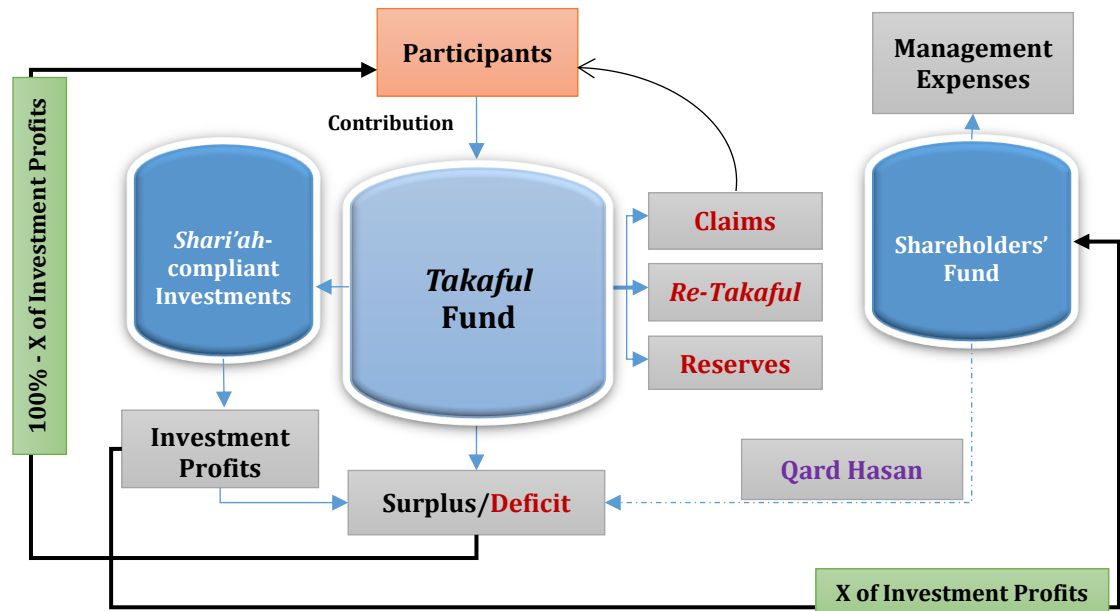 Participants
Management
Expenses
Contribution
100% - X of Investment Profits
Shari’ah-
compliant
Investments
Takaful
Fund
Claims
Re-Takaful
Reserves
Shareholders’
Fund
Investment
Profits
Qard Hasan
Surplus/Deficit
X of Investment Profits